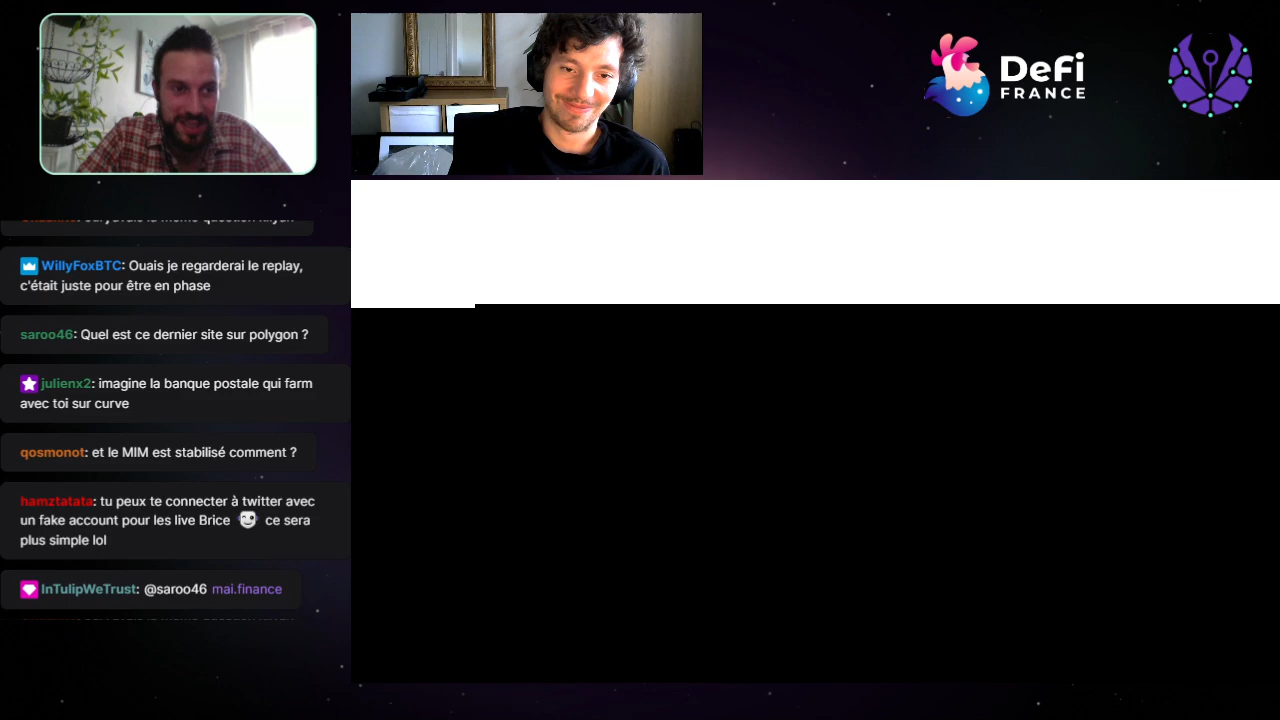 DeFi
FRANCE
WillyFoxBTC: Ouais je regarderai le replay,
c'était juste pour être en phase
saroo46: Quel est ce dernier site sur polygon ?
julienx2: imagine la banque postale qui farm
avec toi sur curve
qosmonot: et le MIM est stabilisé comment ?
hamztatata: tu peux te connecter à twitter avec
un fake account pour les live Brice ce sera
plus simple lol
InTulipWeTrust: @saroo46 mai.finance